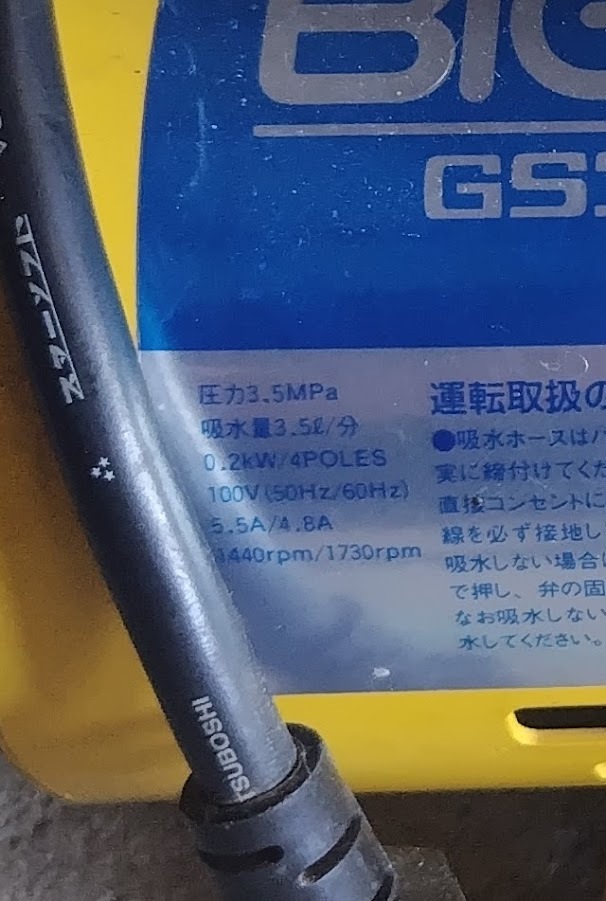 BIG
GS
圧力3.5MPa
吸水量3.5ℓ/分
0.2kW/4POLES
100V(50Hz/60Hz)
5.5A/4.8A
1440rpm/1730rpm
運転取扱の
●吸水ホースは
実に締付けてくだ
直接コンセントに
線を必ず接地し
吸水しない場合
で押し、弁の固
なお吸水しない
水してください。
スターソフト
TSUBOSHI